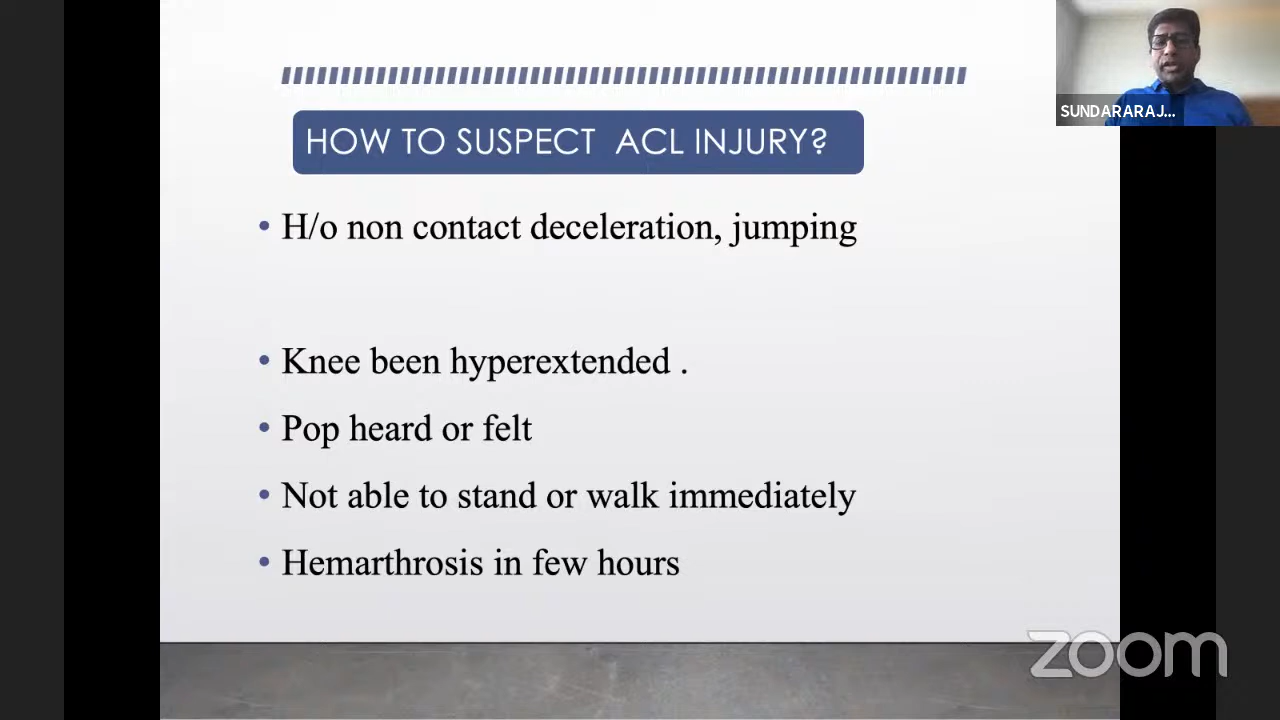 SUNDARARAJ...
HOW TO SUSPECT ACL INJURY?
• H/o non contact deceleration, jumping
• Knee been hyperextended .
• Pop heard or felt
• Not able to stand or walk immediately
• Hemarthrosis in few hours
zoom